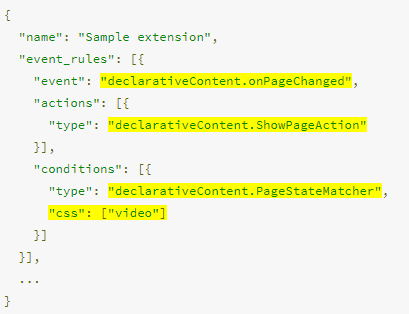 {
  "name": "Sample extension",
  "event_rules": [{
    "event": "declarativeContent.onPageChanged",
    "actions": [{
      "type": "declarativeContent.ShowPageAction"
    }],
    "conditions": [{
      "type": "declarativeContent.PageStateMatcher",
      "css": ["video"]
    }]
  }],
  ...
}